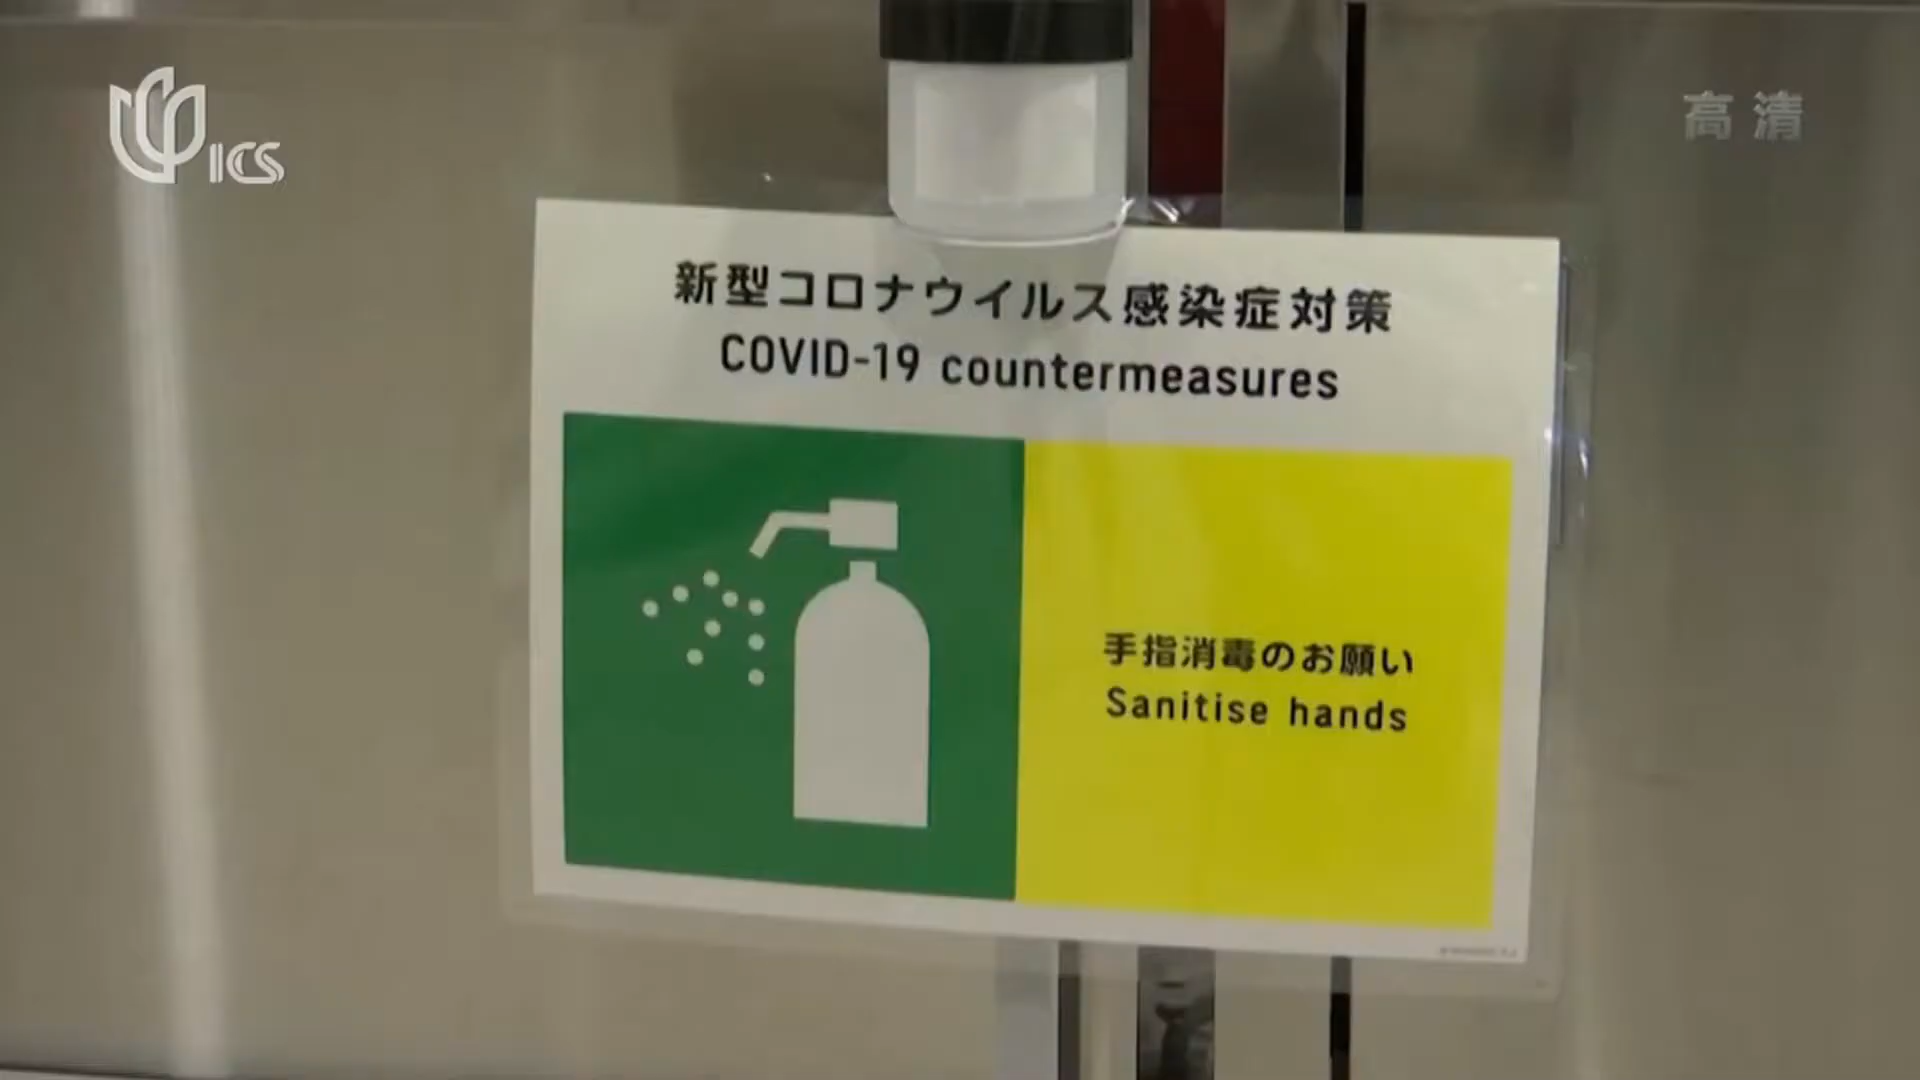 ICS
高清
新型コロナウイルス感染症対策
COVID-19 countermeasures
手指消毒のお願い
Sanitise hands